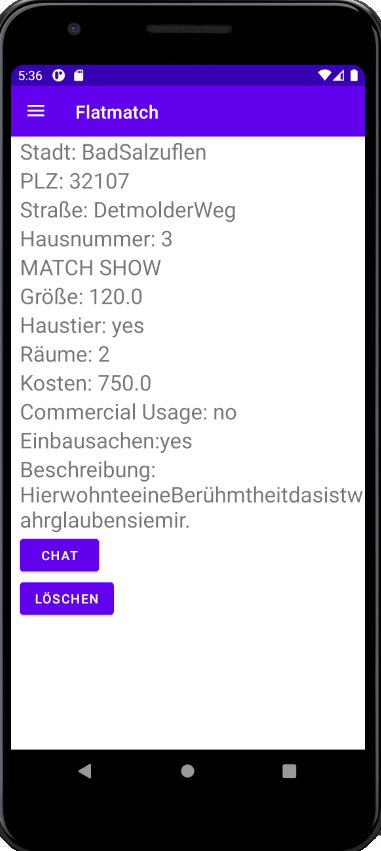 5:36
Flatmatch
Stadt: BadSalzuflen
PLZ: 32107
Straße: DetmolderWeg
Hausnummer: 3
MATCH SHOW
Größe: 120.0
Haustier: yes
Räume: 2
Kosten: 750.0
Commercial Usage: no
Einbausachen:yes
Beschreibung:
HierwohnteeineBerühmtheitdasistw
ahrglaubensiemir.
CHAT
LÖSCHEN